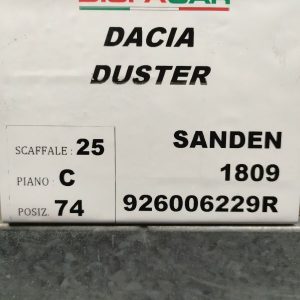 DACIA
DUSTER
SCAFFALE : 25
PIANO : C
POSIZ. 74
SANDEN
1809
926006229R